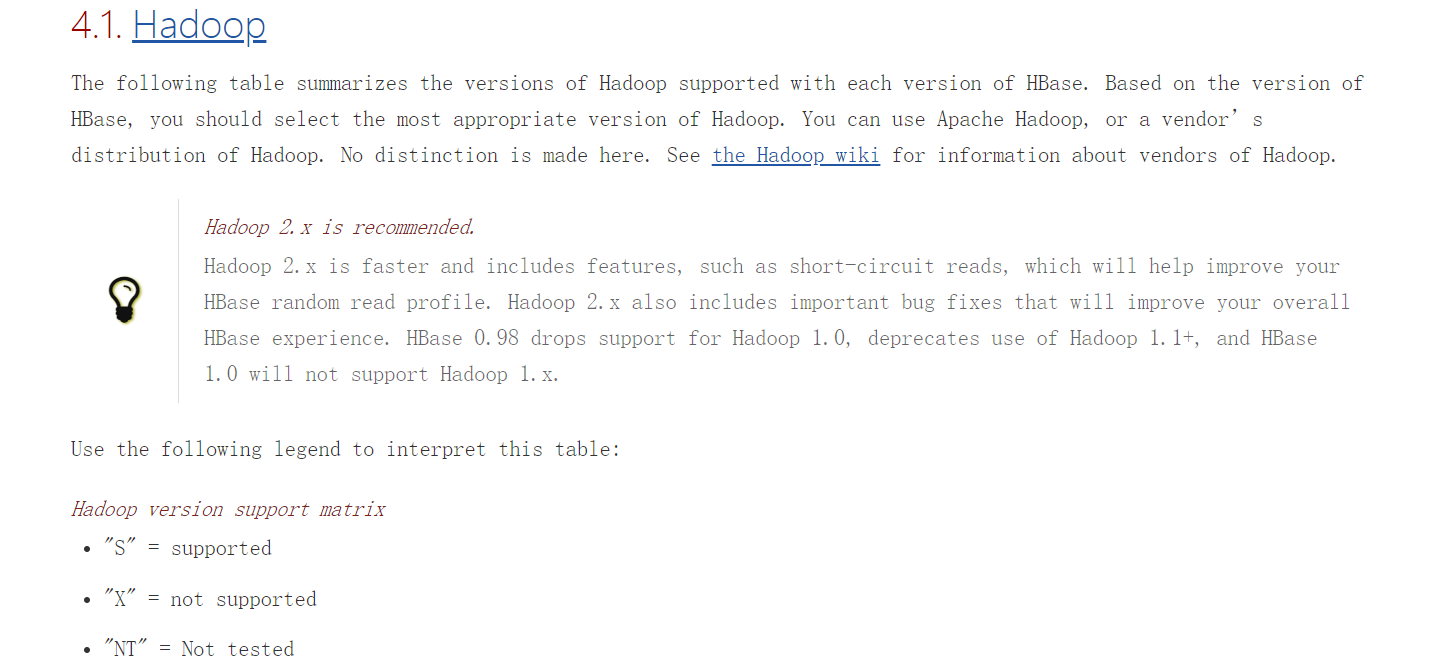 4.1. Hadoop
The following table summarizes the versions of Hadoop supported with each version of HBase. Based on the version of
HBase, you should select the most appropriate version of Hadoop. You can use Apache Hadoop, or a vendor’s
distribution of Hadoop. No distinction is made here. See the Hadoop wiki for information about vendors of Hadoop.
Hadoop 2.x is recommended.
Hadoop 2.x is faster and includes features, such as short-circuit reads, which will help improve your
HBase random read profile. Hadoop 2.x also includes important bug fixes that will improve your overall
HBase experience. HBase 0.98 drops support for Hadoop 1.0, deprecates use of Hadoop 1.1+, and HBase
1.0 will not support Hadoop 1.x.
Use the following legend to interpret this table:
Hadoop version support matrix
• "S" = supported
• "X" = not supported
• "NT" = Not tested